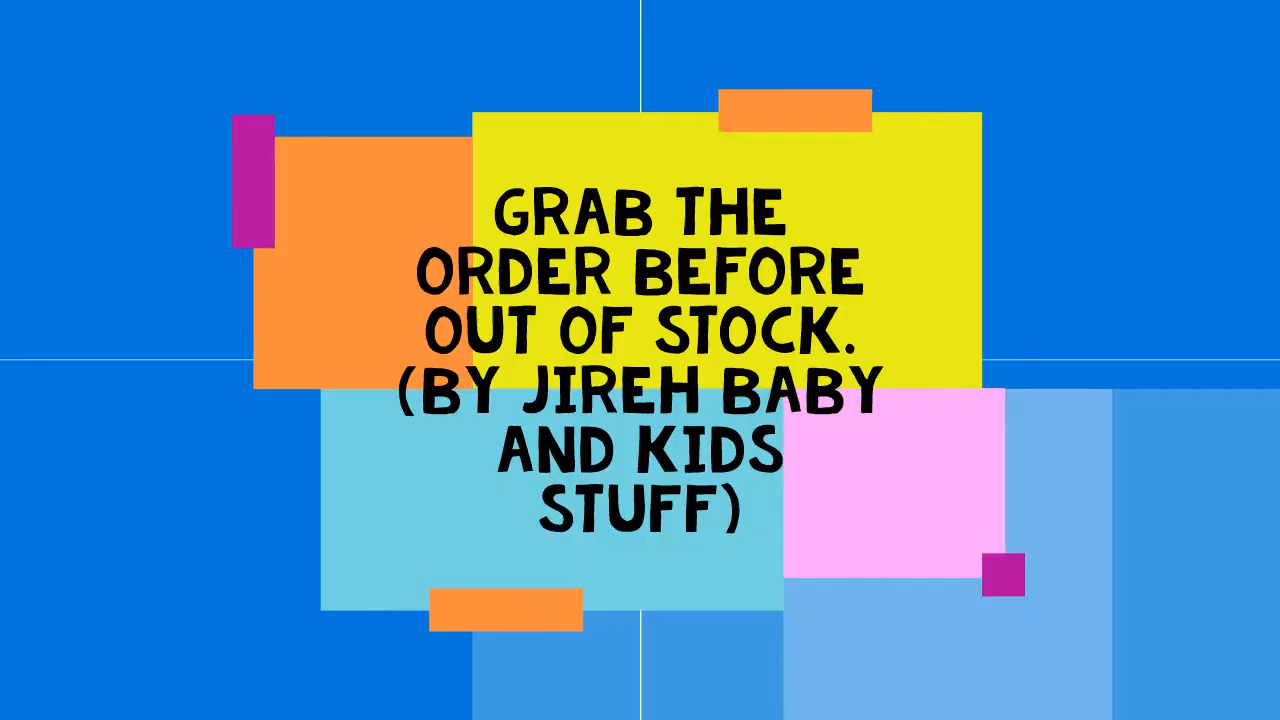 GRAB THE
ORDER BEFORE
OUT OF STOCK.
(BY JIREH BABY
AND KIDS
STUFF)